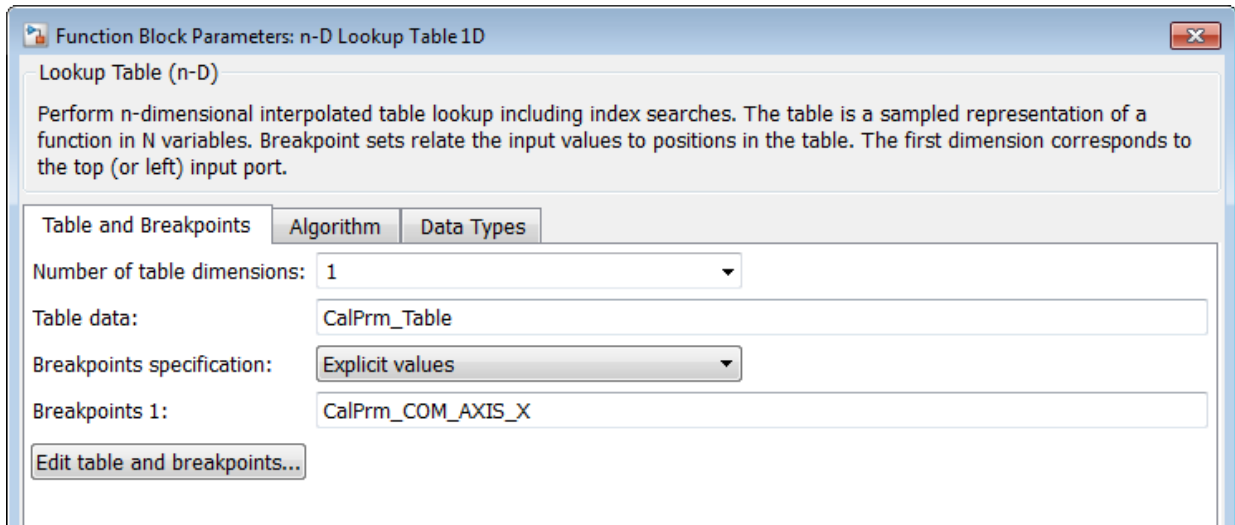 Function Block Parameters: n-D Lookup Table1D
Lookup Table (n-D)
Perform n-dimensional interpolated table lookup including index searches. The table is a sampled representation of a
function in N variables. Breakpoint sets relate the input values to positions in the table. The first dimension corresponds to
the top (or left) input port.
Table and Breakpoints Algorithm Data Types
Number of table dimensions: 1
Table data: CalPrm_Table
Breakpoints specification: Explicit values
Breakpoints 1: CalPrm_COM_AXIS_X
Edit table and breakpoints...